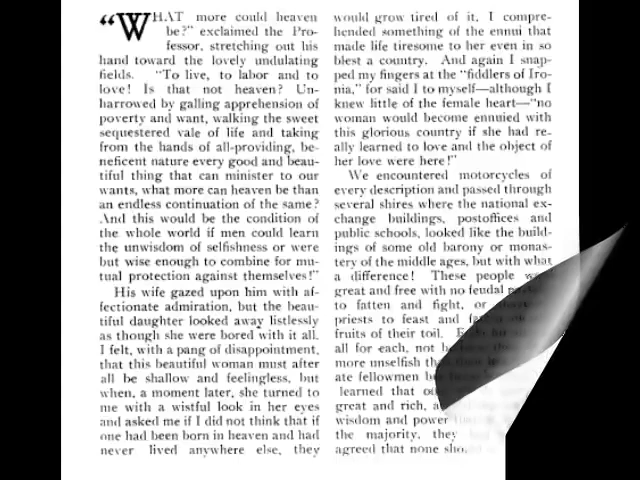 “WHAT more could heaven
be?” exclaimed the Pro-
fessor, stretching out his
hand toward the lovely undulating
fields. “To live, to labor and to
love! Is that not heaven? Un-
harrowed by galling apprehension of
poverty and want, walking the sweet
sequestered vale of life and taking
from the hands of all-providing, be-
neficent nature every good and beau-
tiful thing that can minister to our
wants, what more can heaven be than
an endless continuation of the same?
And this would be the condition of
the whole world if men could learn
the unwisdom of selfishness or were
but wise enough to combine for mu-
tual protection against themselves!”
His wife gazed upon him with af-
fectionate admiration, but the beau-
tiful daughter looked away listlessly
as though she were bored with it all.
I felt, with a pang of disappointment,
that this beautiful woman must after
all be shallow and feelingless, but
when, a moment later, she turned to
me with a wistful look in her eyes
and asked me if I did not think that if
one had been born in heaven and had
never lived anywhere else, they
would grow tired of it, I compre-
hended something of the ennui that
made life tiresome to her even in so
blest a country. And again I snap-
ped my fingers at the “fiddlers of Iro-
nia,” for said I to myself—although I
knew little of the female heart—“no
woman would become ennuied with
this glorious country if she had re-
ally learned to love and the object of
her love were here!”
We encountered motorcycles of
every description and passed through
several shires where the national ex-
change buildings, postoffices and
public schools, looked like the build-
ings of some old barony or monas-
tery of the middle ages, but with what
a difference! These people
great and free with no feudal
to fatten and fight, or
priests to feast and
fruits of their toil.
all for each, not
more unselfish
ate fellowmen
learned that
great and rich,
wisdom and power
the majority, they
agreed that none